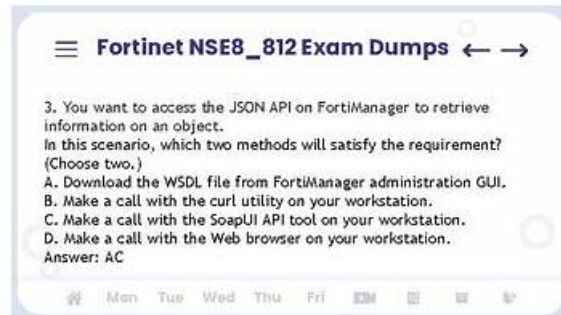 Fortinet NSE8_812 Exam Dumps
3. You want to access the JSON API on FortiManager to retrieve
information on an object.
In this scenario, which two methods will satisfy the requirement?
(Choose two.)
A. Download the WSDL file from FortiManager administration GUI.
B. Make a call with the curl utility on your workstation.
C. Make a call with the SoapUI API tool on your workstation.
D. Make a call with the Web browser on your workstation.
Answer: AC
Mon Tue Wed Thu Fri